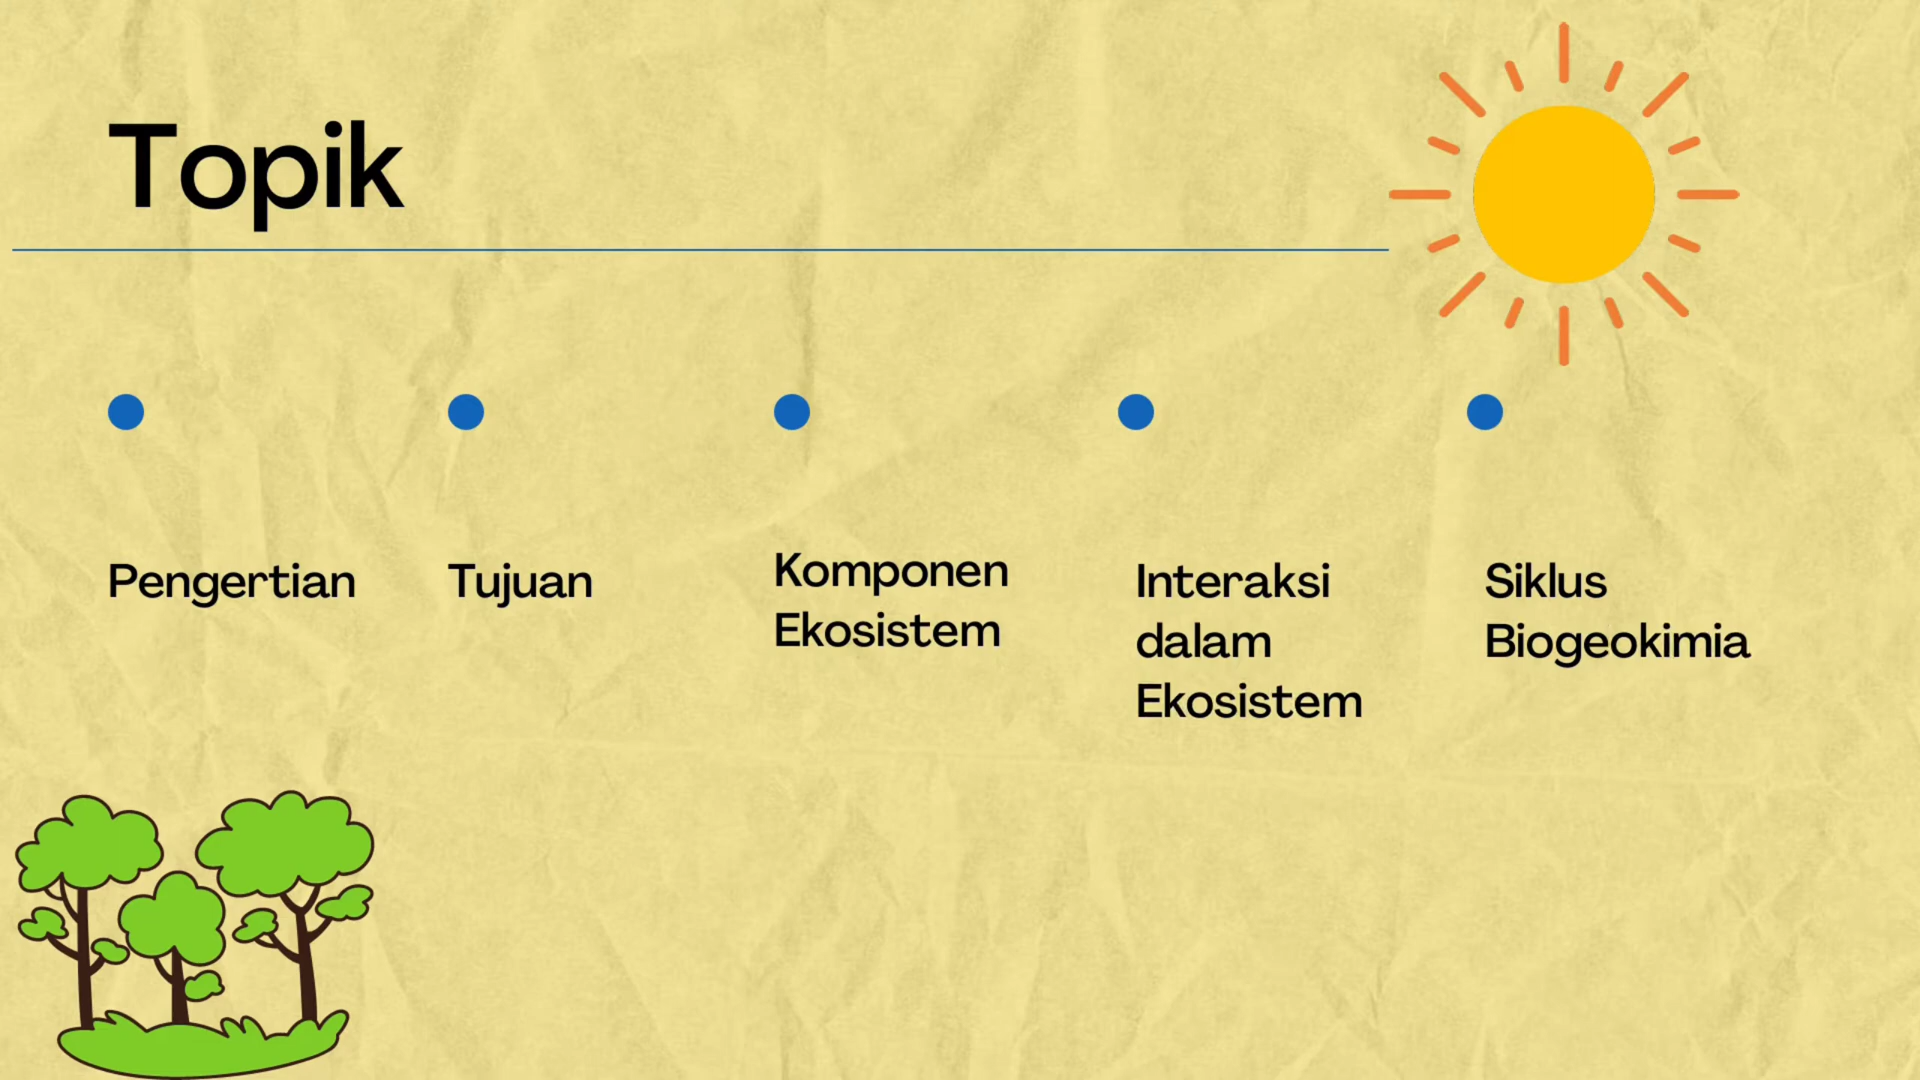 Topik
Pengertian
Tujuan
Komponen
Ekosistem
Interaksi
dalam
Ekosistem
Siklus
Biogeokimia